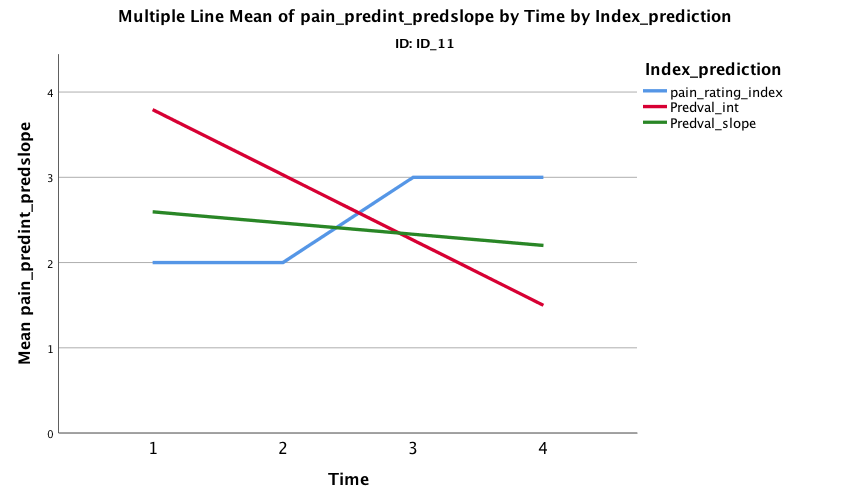 Multiple Line Mean of pain_predint_predslope by Time by Index_prediction
ID: ID_11
Index_prediction
pain_rating_index
Predval_int
Predval_slope
Mean pain_predint_predslope
4
3
2
1
0
1 2 3 4
Time